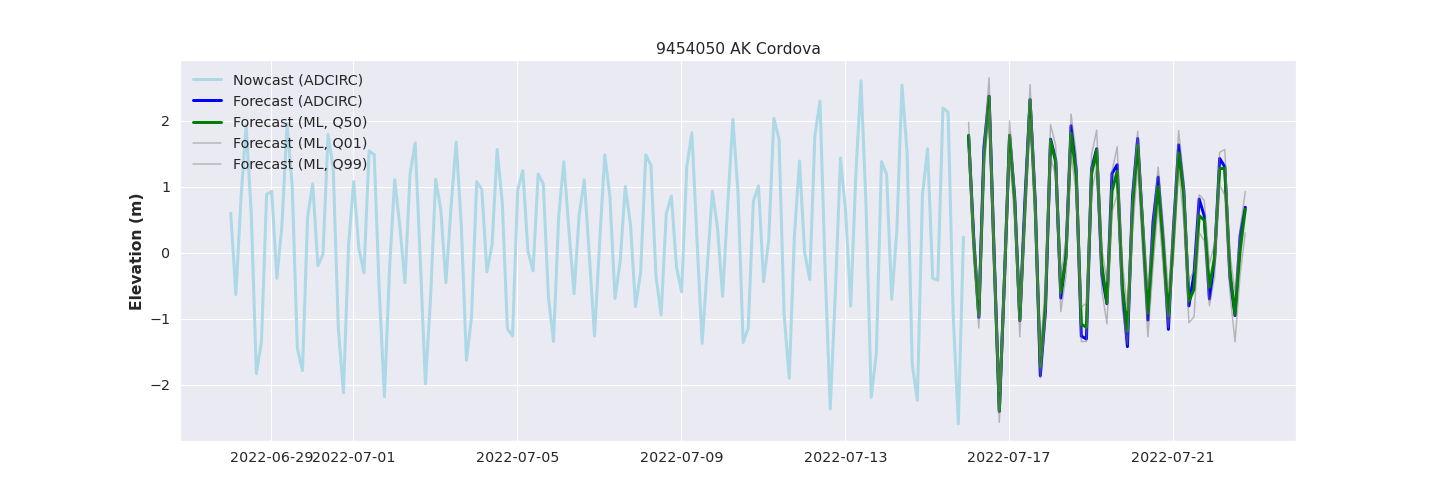 9454050 AK Cordova
Nowcast (ADCIRC)
Forecast (ADCIRC)
Forecast (ML, Q50)
Forecast (ML, Q01)
Forecast (ML, Q99)
Elevation (m)
2
1
0
−1
−2
2022-06-29 2022-07-01 2022-07-05 2022-07-09 2022-07-13 2022-07-17 2022-07-21